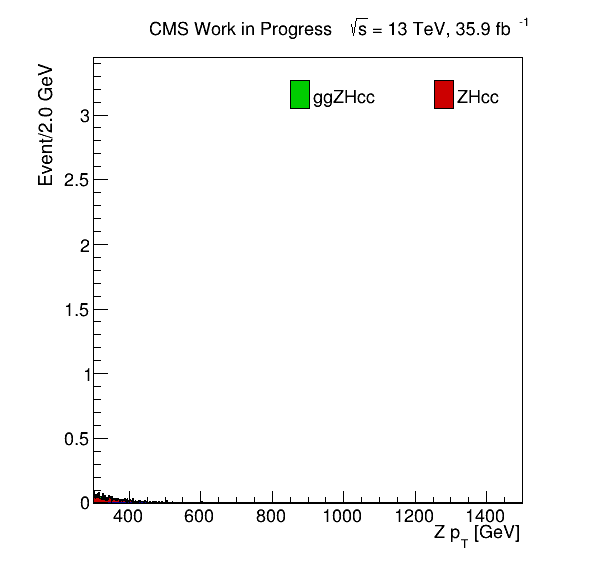 CMS Work in Progress √s = 13 TeV, 35.9 fb⁻¹
Event/2.0 GeV
ggZHcc ZHcc
3
2.5
2
1.5
1
0.5
0
400 600 800 1000 1200 1400
Z p_T [GeV]